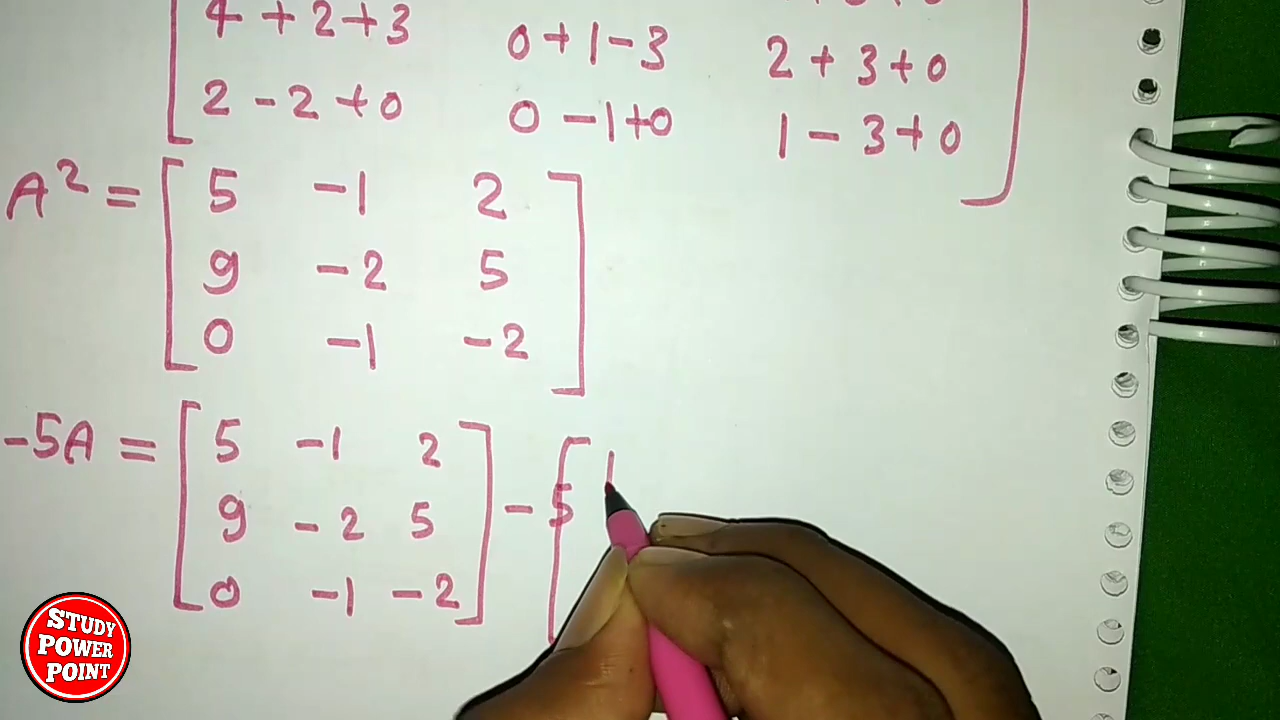 4 + 2 + 3 0 + 1 - 3 2 + 3 + 0
2 - 2 + 0 0 - 1 + 0 1 - 3 + 0
A² = [ 5 -1 2
9 -2 5
0 -1 -2 ]
-5A = [ 5 -1 2
9 -2 5
0 -1 -2 ] - 5 [ 1
STUDY
POWER
POINT